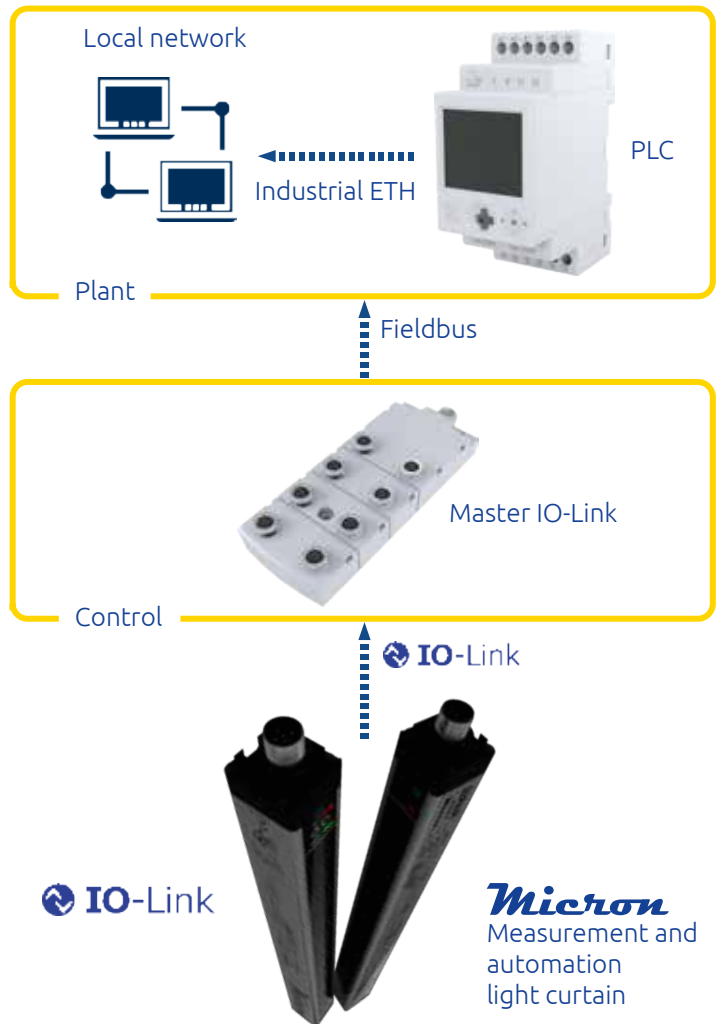 Local network
PLC
Industrial ETH
Plant
Fieldbus
Master IO-Link
Control
IO-Link
IO-Link
Micron
Measurement and
automation
light curtain